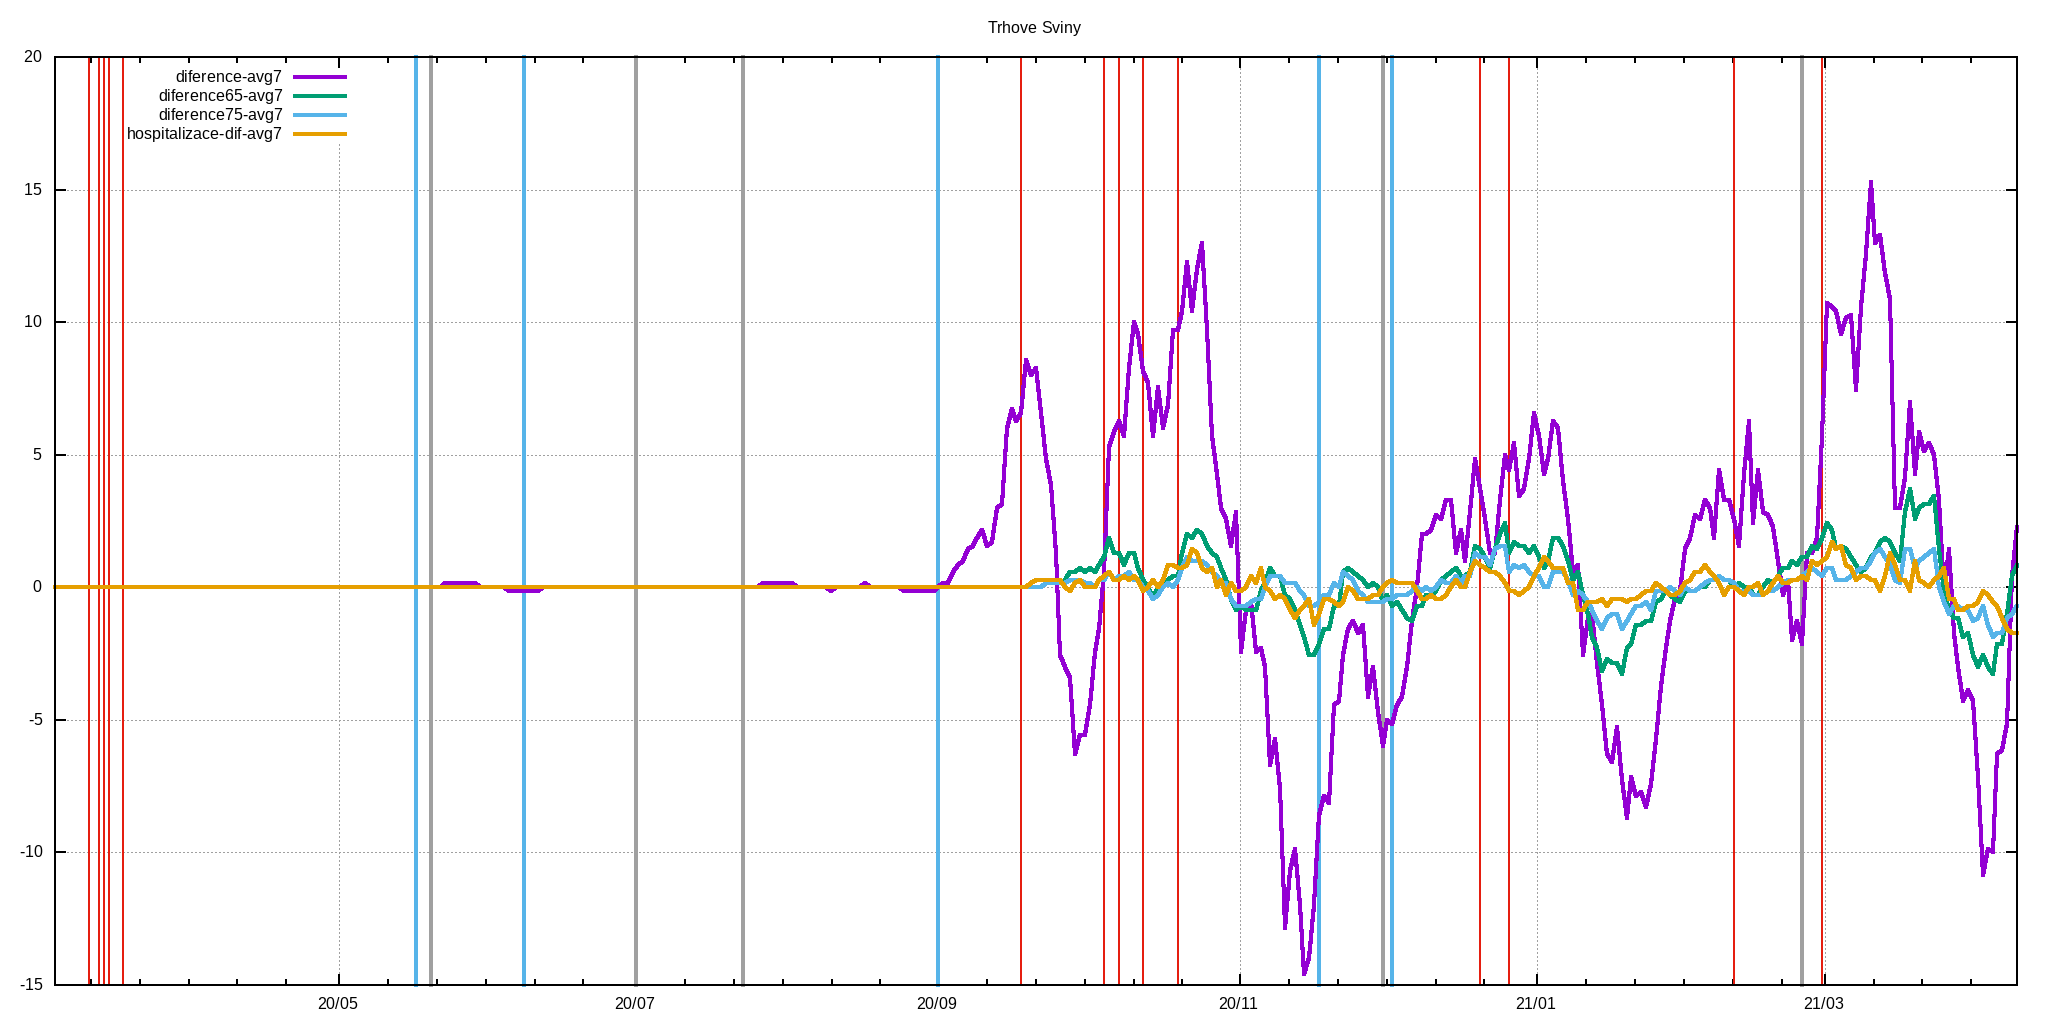 Trhove Sviny
20
diference-avg7
diference65-avg7
diference75-avg7
hospitalizace-dif-avg7
15
10
5
0
-5
-10
-15
20/05 20/07 20/09 20/11 21/01 21/03